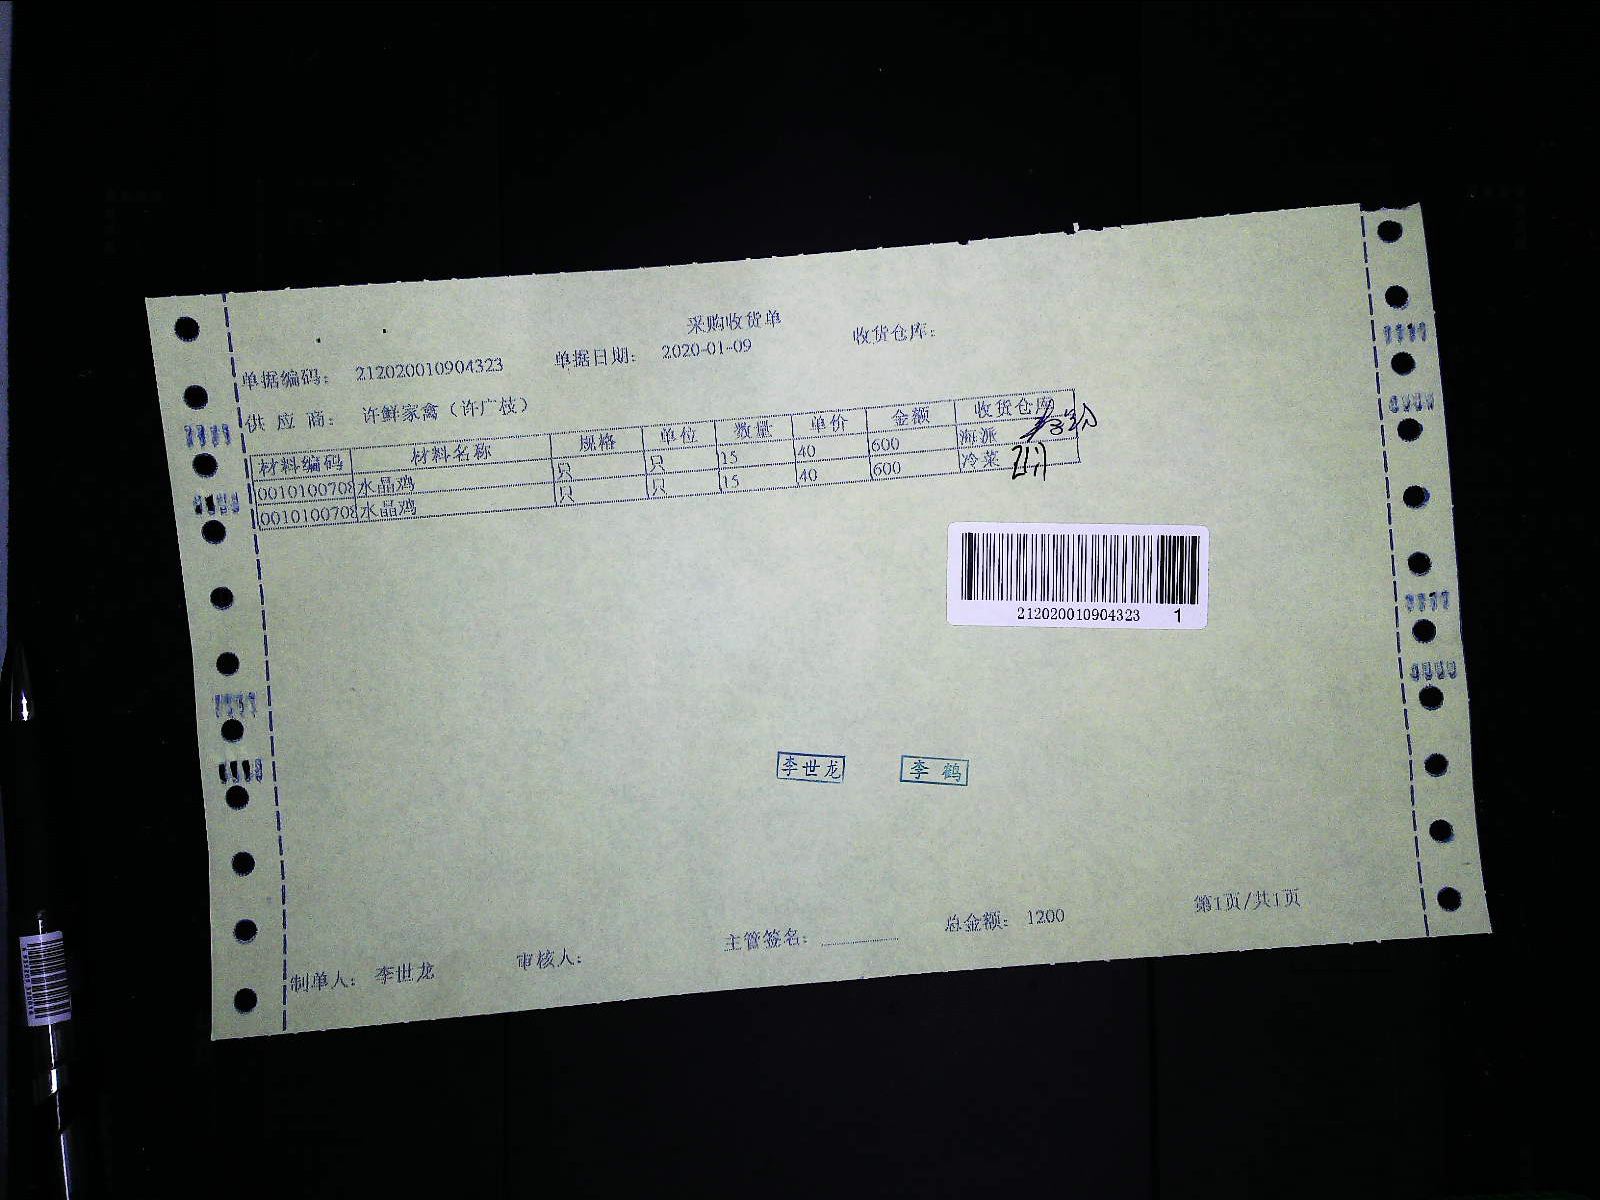 采购收货单
单据编码: 212020010904323 单据日期: 2020-01-09 收货仓库:
供应商: 许鲜家禽（许广枝）
材料编码 材料名称 规格 单位 数量 单价 金额 收货仓库
0010100708 水晶鸡 只 只 15 40 600 海派
0010100708 水晶鸡 只 只 15 40 600 冷菜
212020010904323 1
李世龙 李鹤
制单人: 李世龙 审核人: 主管签名: 总金额: 1200 第1页/共1页